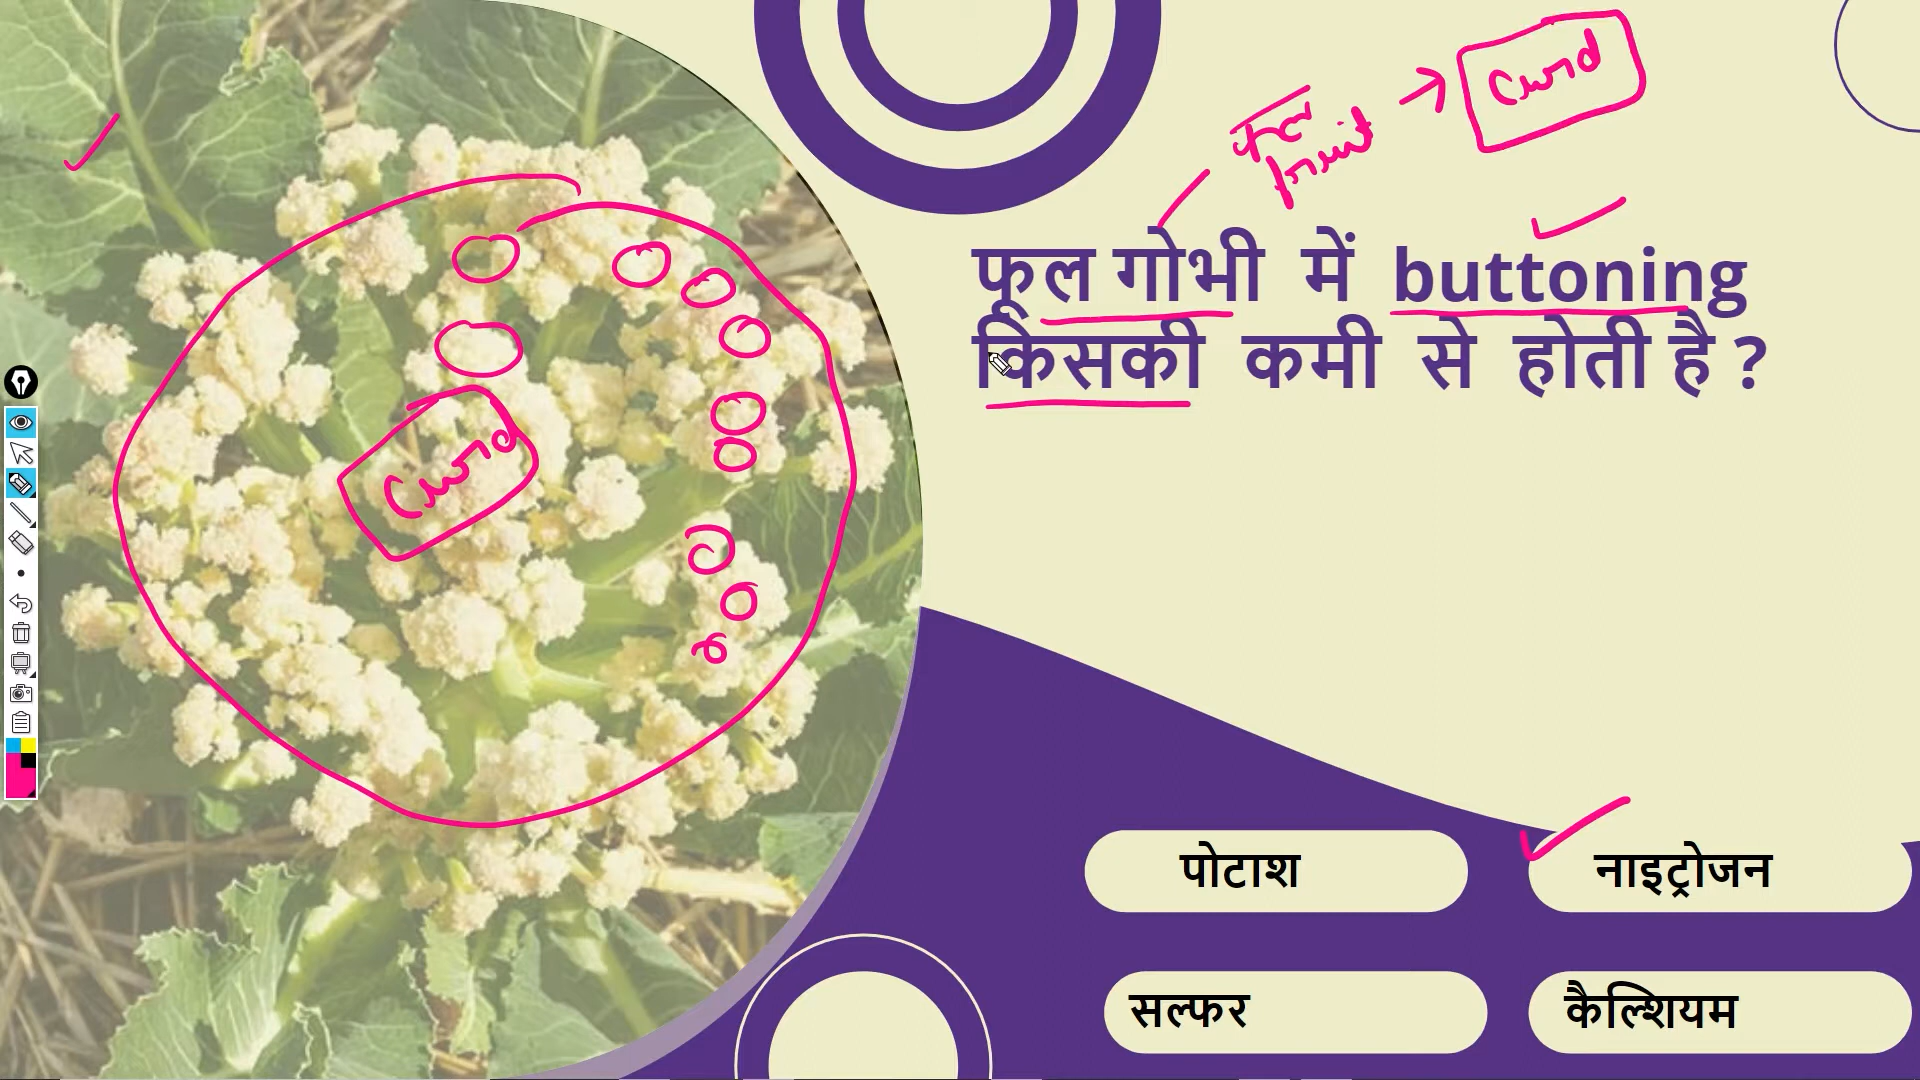 Curd
फल
fruit
फूल गोभी में buttoning
किसकी कमी से होती है ?
Curd
पोटाश
नाइट्रोजन
सल्फर
कैल्शियम